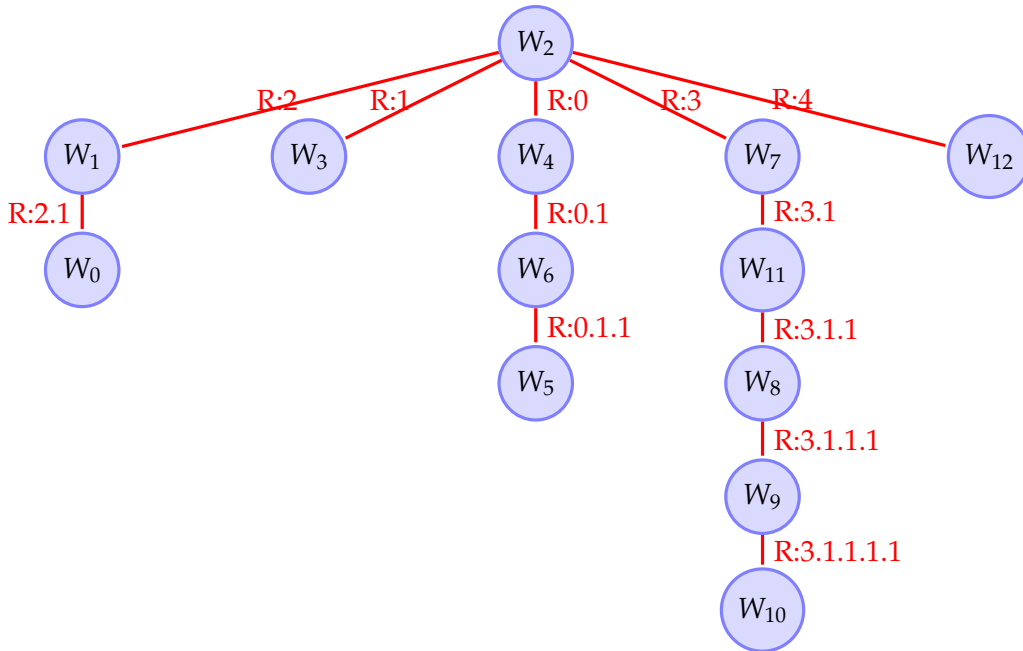 W₂
R:2 R:1 R:0 R:3 R:4
W₁ W₃ W₄ W₇ W₁₂
R:2.1 R:0.1 R:3.1
W₀ W₆ W₁₁
R:0.1.1 R:3.1.1
W₅ W₈
R:3.1.1.1
W₉
R:3.1.1.1.1
W₁₀